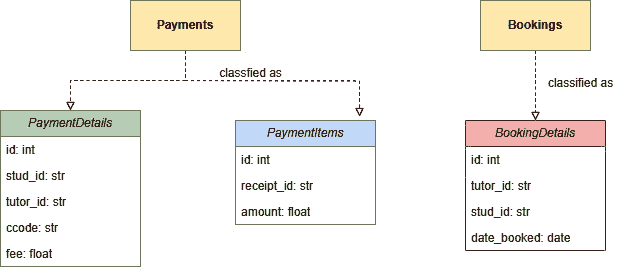 Payments
Bookings
classfied as
classified as
PaymentDetails
id: int
stud_id: str
tutor_id: str
ccode: str
fee: float
PaymentItems
id: int
receipt_id: str
amount: float
BookingDetails
id: int
tutor_id: str
stud_id: str
date_booked: date